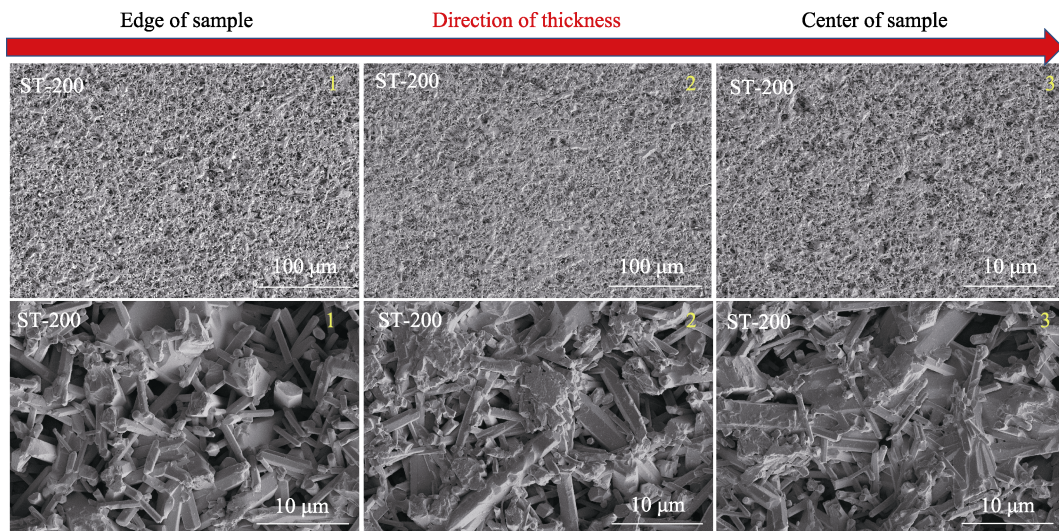 Edge of sample
Direction of thickness
Center of sample
ST-200
1
ST-200
2
ST-200
3
100 μm
100 μm
10 μm
ST-200
1
ST-200
2
ST-200
3
10 μm
10 μm
10 μm